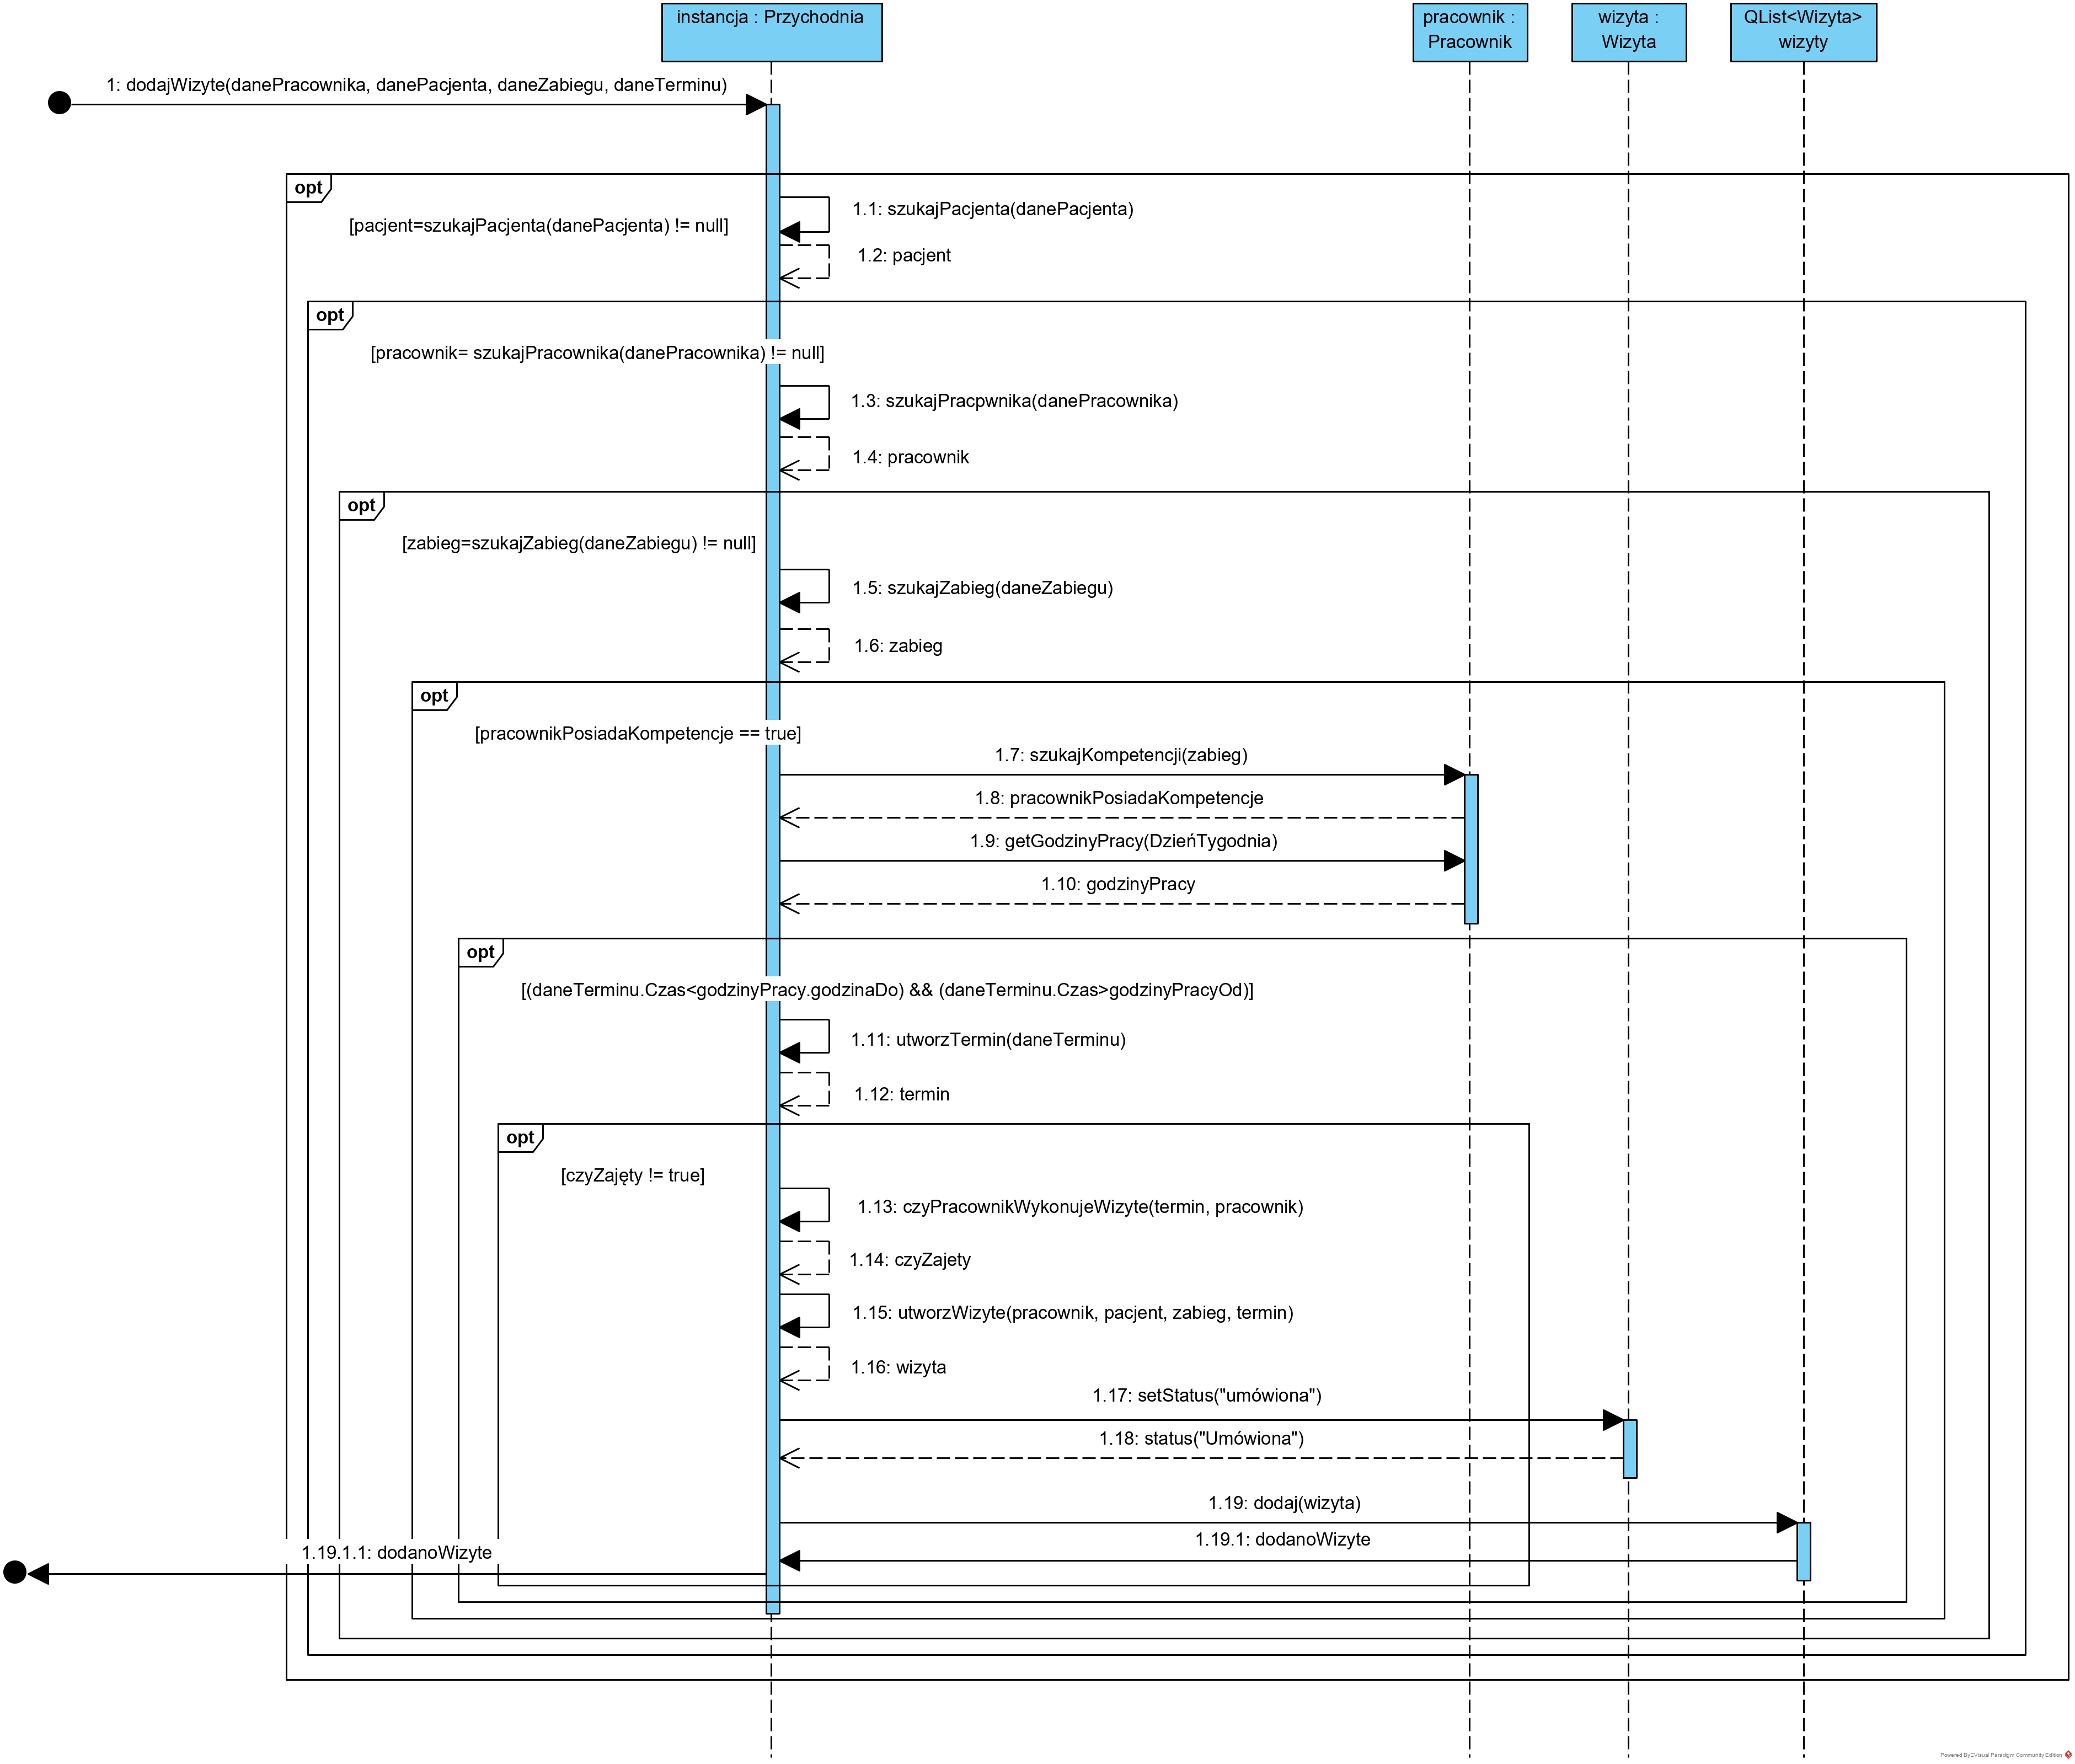 instancja : Przychodnia
pracownik :
Pracownik
wizyta :
Wizyta
QList<Wizyta>
wizyty
1: dodajWizyte(danePracownika, danePacjenta, daneZabiegu, daneTerminu)
opt
[pacjent=szukajPacjenta(danePacjenta) != null]
1.1: szukajPacjenta(danePacjenta)
1.2: pacjent
opt
[pracownik= szukajPracownika(danePracownika) != null]
1.3: szukajPracpwnika(danePracownika)
1.4: pracownik
opt
[zabieg=szukajZabieg(daneZabiegu) != null]
1.5: szukajZabieg(daneZabiegu)
1.6: zabieg
opt
[pracownikPosiadaKompetencje == true]
1.7: szukajKompetencji(zabieg)
1.8: pracownikPosiadaKompetencje
1.9: getGodzinyPracy(DzieńTygodnia)
1.10: godzinyPracy
opt
[(daneTerminu.Czas<godzinyPracy.godzinaDo) && (daneTerminu.Czas>godzinyPracyOd)]
1.11: utworzTermin(daneTerminu)
1.12: termin
opt
[czyZajęty != true]
1.13: czyPracownikWykonujeWizyte(termin, pracownik)
1.14: czyZajety
1.15: utworzWizyte(pracownik, pacjent, zabieg, termin)
1.16: wizyta
1.17: setStatus("umówiona")
1.18: status("Umówiona")
1.19: dodaj(wizyta)
1.19.1: dodanoWizyte
1.19.1.1: dodanoWizyte
Powered By Visual Paradigm Community Edition